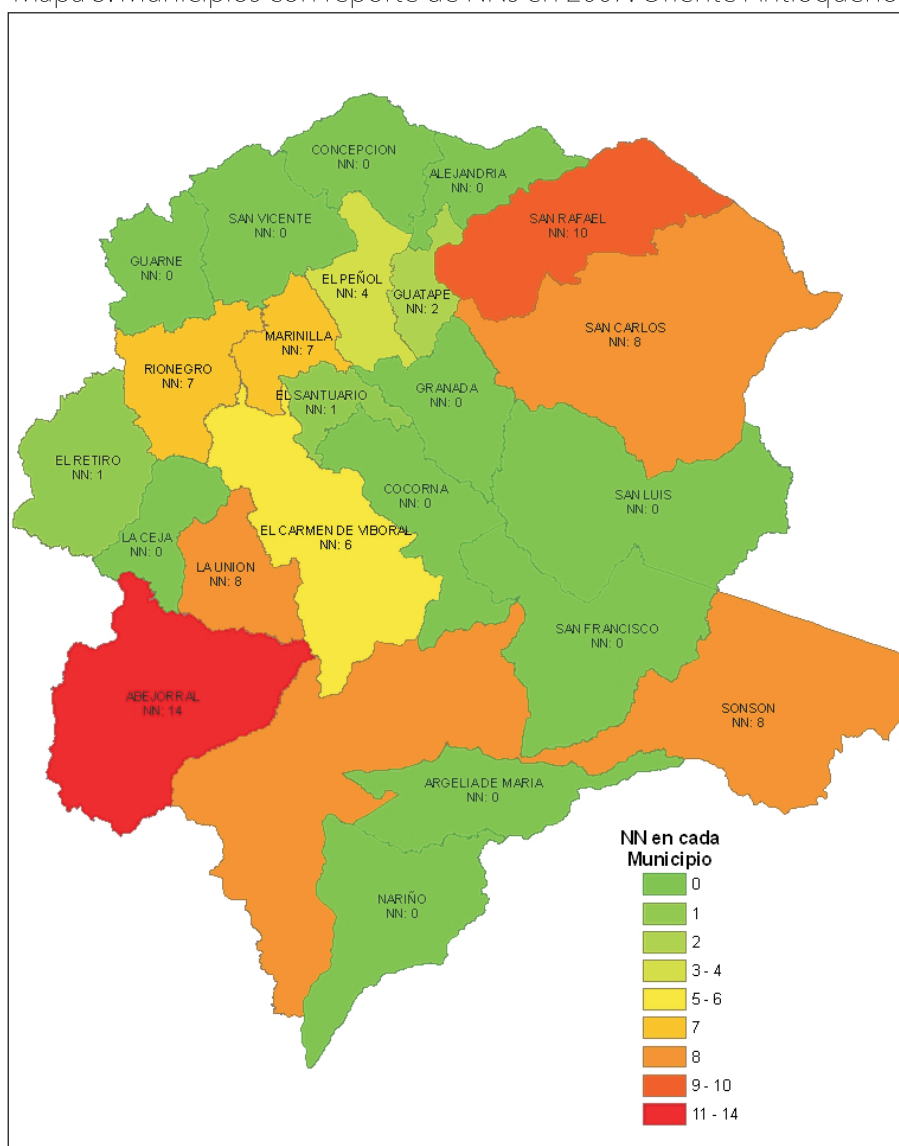 CONCEPCION
NN: 0
ALEJANDRIA
NN: 0
SAN VICENTE
NN: 0
SAN RAFAEL
NN: 10
GUARNE
NN: 0
EL PEÑOL
NN: 4
GUATAPE
NN: 2
SAN CARLOS
NN: 8
MARINILLA
NN: 7
RIONEGRO
NN: 7
GRANADA
NN: 0
EL SANTUARIO
NN: 1
EL RETIRO
NN: 1
COCORNA
NN: 0
SAN LUIS
NN: 0
EL CARMEN DE VIBORAL
NN: 6
LA CEJA
NN: 0
LA UNION
NN: 8
SAN FRANCISCO
NN: 0
ABEJORRAL
NN: 14
SONSON
NN: 8
ARGELIA DE MARIA
NN: 0
NARIÑO
NN: 0
NN en cada
Municipio
0
1
2
3 - 4
5 - 6
7
8
9 - 10
11 - 14